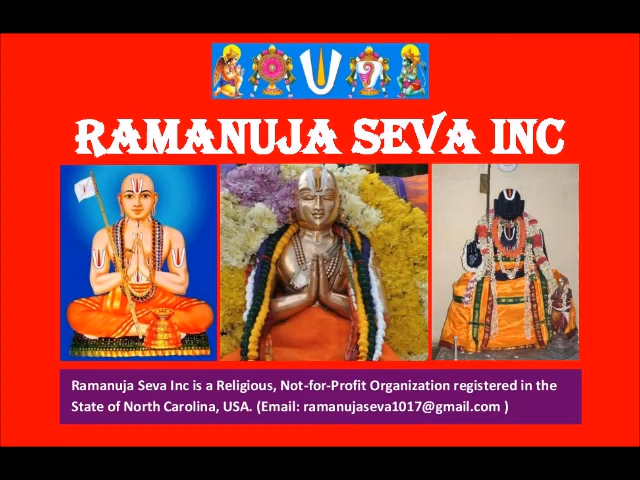 RAMANUJA SEVA INC
Ramanuja Seva Inc is a Religious, Not-for-Profit Organization registered in the
State of North Carolina, USA. (Email: ramanujaseva1017@gmail.com )